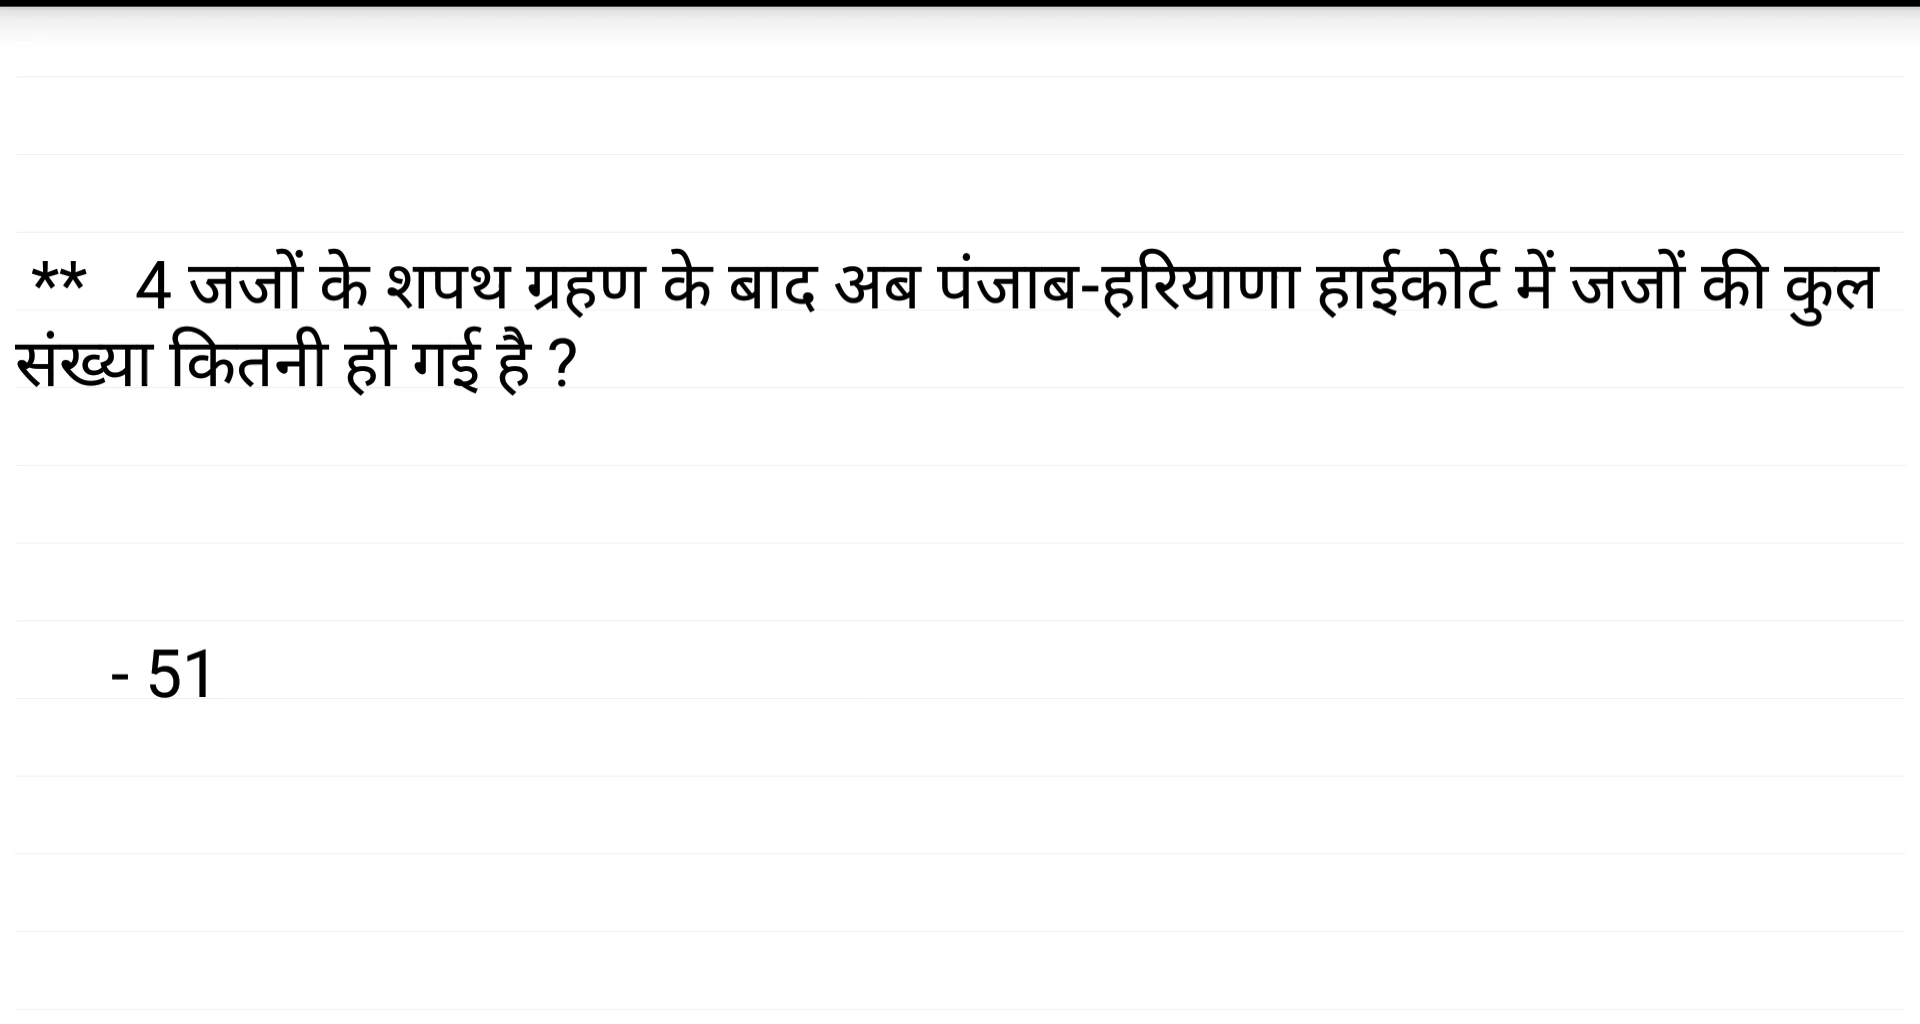 ** 4 जजों के शपथ ग्रहण के बाद अब पंजाब-हरियाणा हाईकोर्ट में जजों की कुल
संख्या कितनी हो गई है ?
- 51